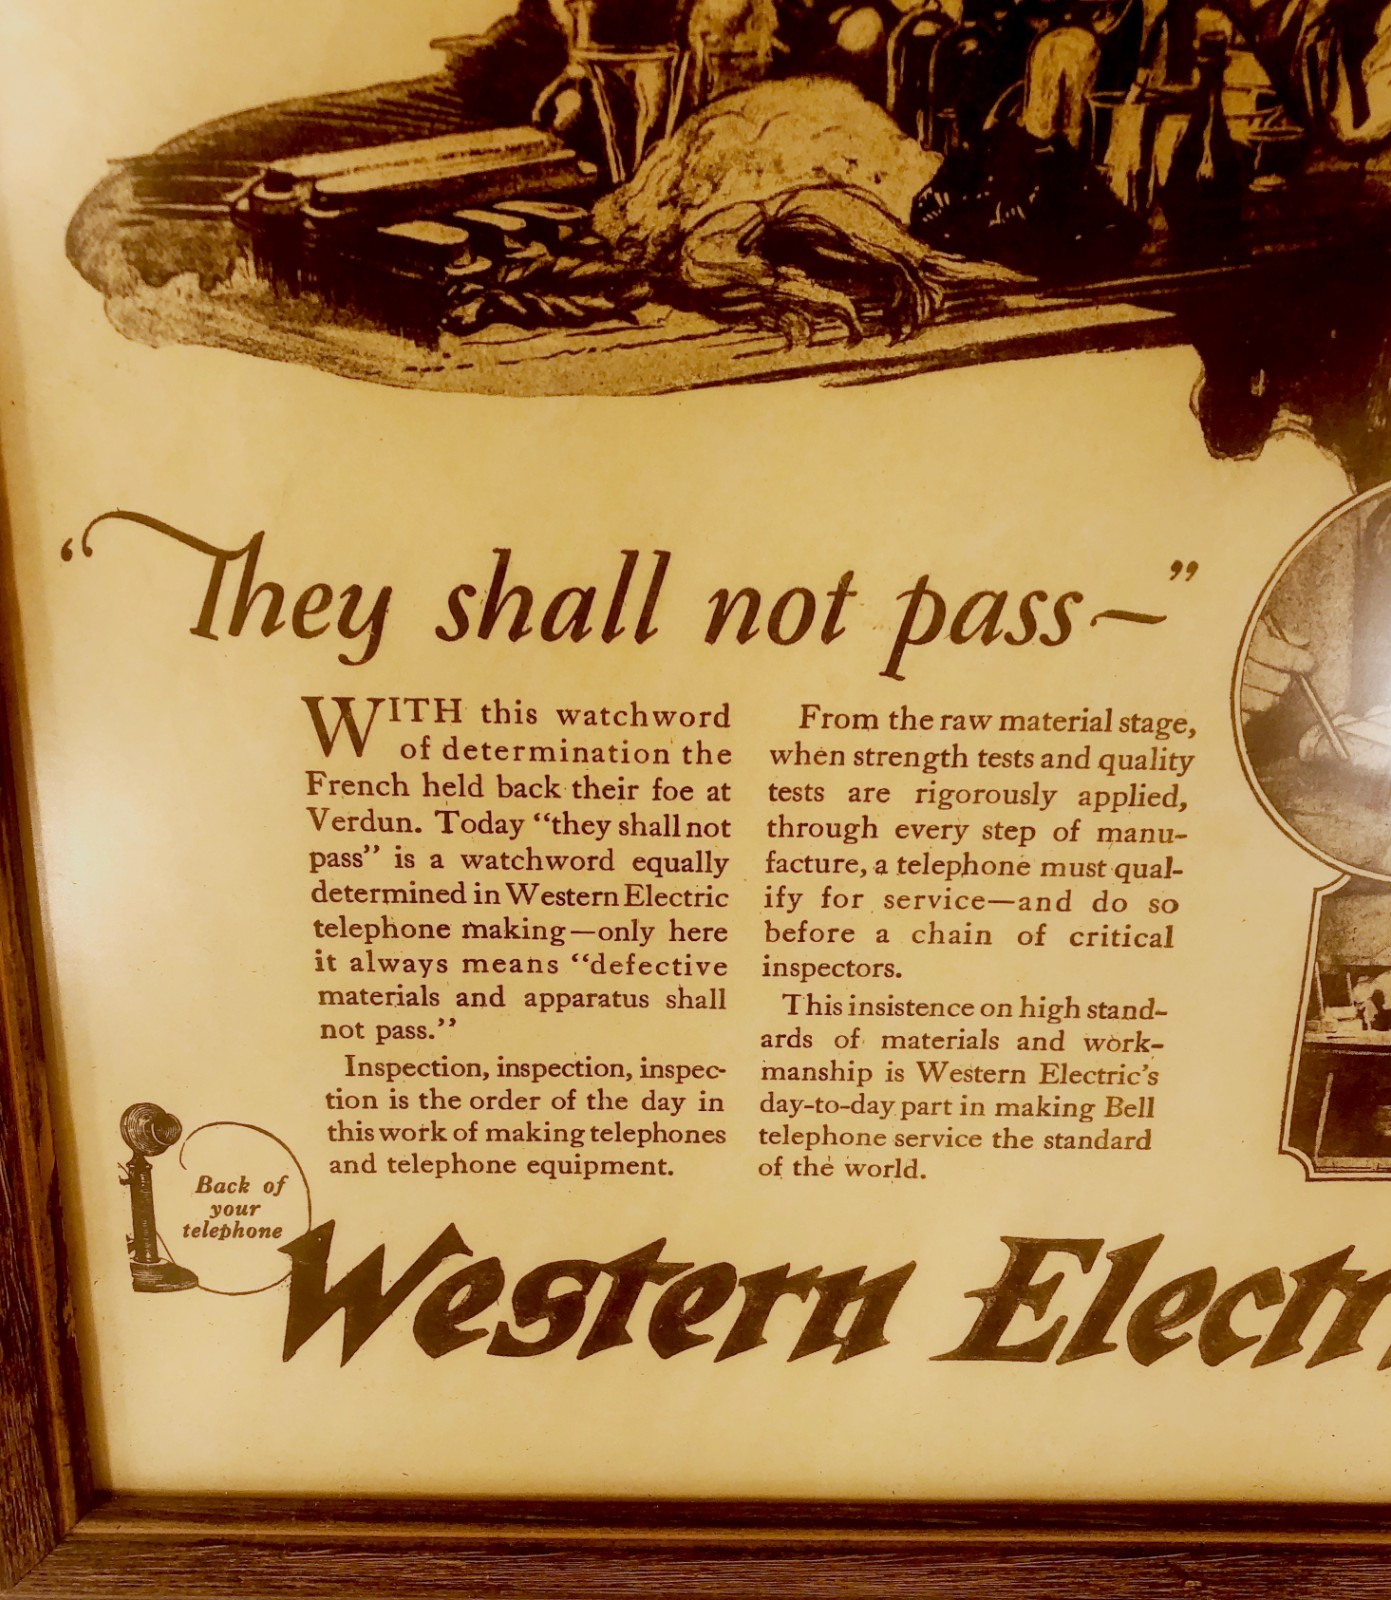 “They shall not pass—”
WITH this watchword
of determination the
French held back their foe at
Verdun. Today “they shall not
pass” is a watchword equally
determined in Western Electric
telephone making—only here
it always means “defective
materials and apparatus shall
not pass.”
Inspection, inspection, inspec-
tion is the order of the day in
this work of making telephones
and telephone equipment.
From the raw material stage,
when strength tests and quality
tests are rigorously applied,
through every step of manu-
facture, a telephone must qual-
ify for service—and do so
before a chain of critical
inspectors.
This insistence on high stand-
ards of materials and work-
manship is Western Electric's
day-to-day part in making Bell
telephone service the standard
of the world.
Back of
your
telephone
Western Electr